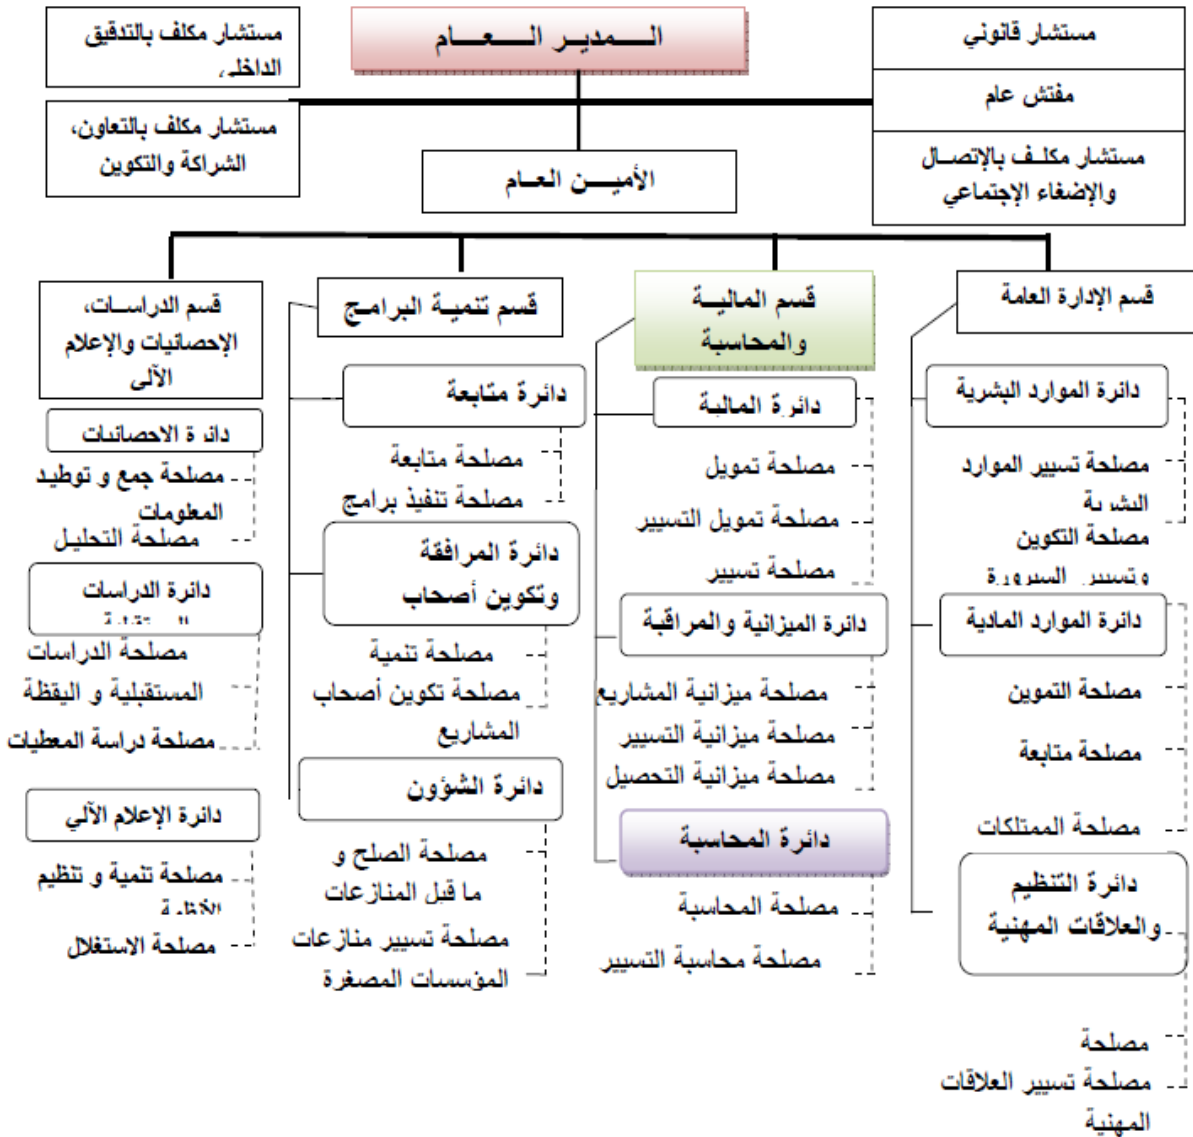 المدير العام
مستشار قانوني
مفتش عام
مستشار مكلف بالإتصال
والإضغاء الإجتماعي
مستشار مكلف بالتدقيق
الداخلي
مستشار مكلف بالتعاون،
الشراكة والتكوين
الأمين العام
قسم الإدارة العامة
دائرة الموارد البشرية
مصلحة تسيير الموارد
البشرية
مصلحة التكوين
وتسيير السيرورة
دائرة الموارد المادية
مصلحة التموين
مصلحة متابعة
مصلحة الممتلكات
دائرة التنظيم
والعلاقات المهنية
مصلحة
مصلحة تسيير العلاقات
المهنية
قسم المالية
والمحاسبة
دائرة المالية
مصلحة تمويل
مصلحة تمويل التسيير
مصلحة تسيير
دائرة الميزانية والمراقبة
مصلحة ميزانية المشاريع
مصلحة ميزانية التسيير
مصلحة ميزانية التحصيل
دائرة المحاسبة
مصلحة المحاسبة
مصلحة محاسبة التسيير
قسم تنمية البرامج
دائرة متابعة
مصلحة متابعة
مصلحة تنفيذ برامج
دائرة المرافقة
وتكوين أصحاب
مصلحة تنمية
مصلحة تكوين أصحاب
المشاريع
دائرة الشؤون
مصلحة الصلح و
ما قبل المنازعات
مصلحة تسيير منازعات
المؤسسات المصغرة
قسم الدراسات،
الإحصائيات والإعلام
الآلي
دائرة الاحصائيات
مصلحة جمع و توطيد
المعلومات
مصلحة التحليل
دائرة الدراسات
مصلحة الدراسات
المستقبلية و اليقظة
مصلحة دراسة المعطيات
دائرة الإعلام الآلي
مصلحة تنمية و تنظيم
مصلحة الاستغلال